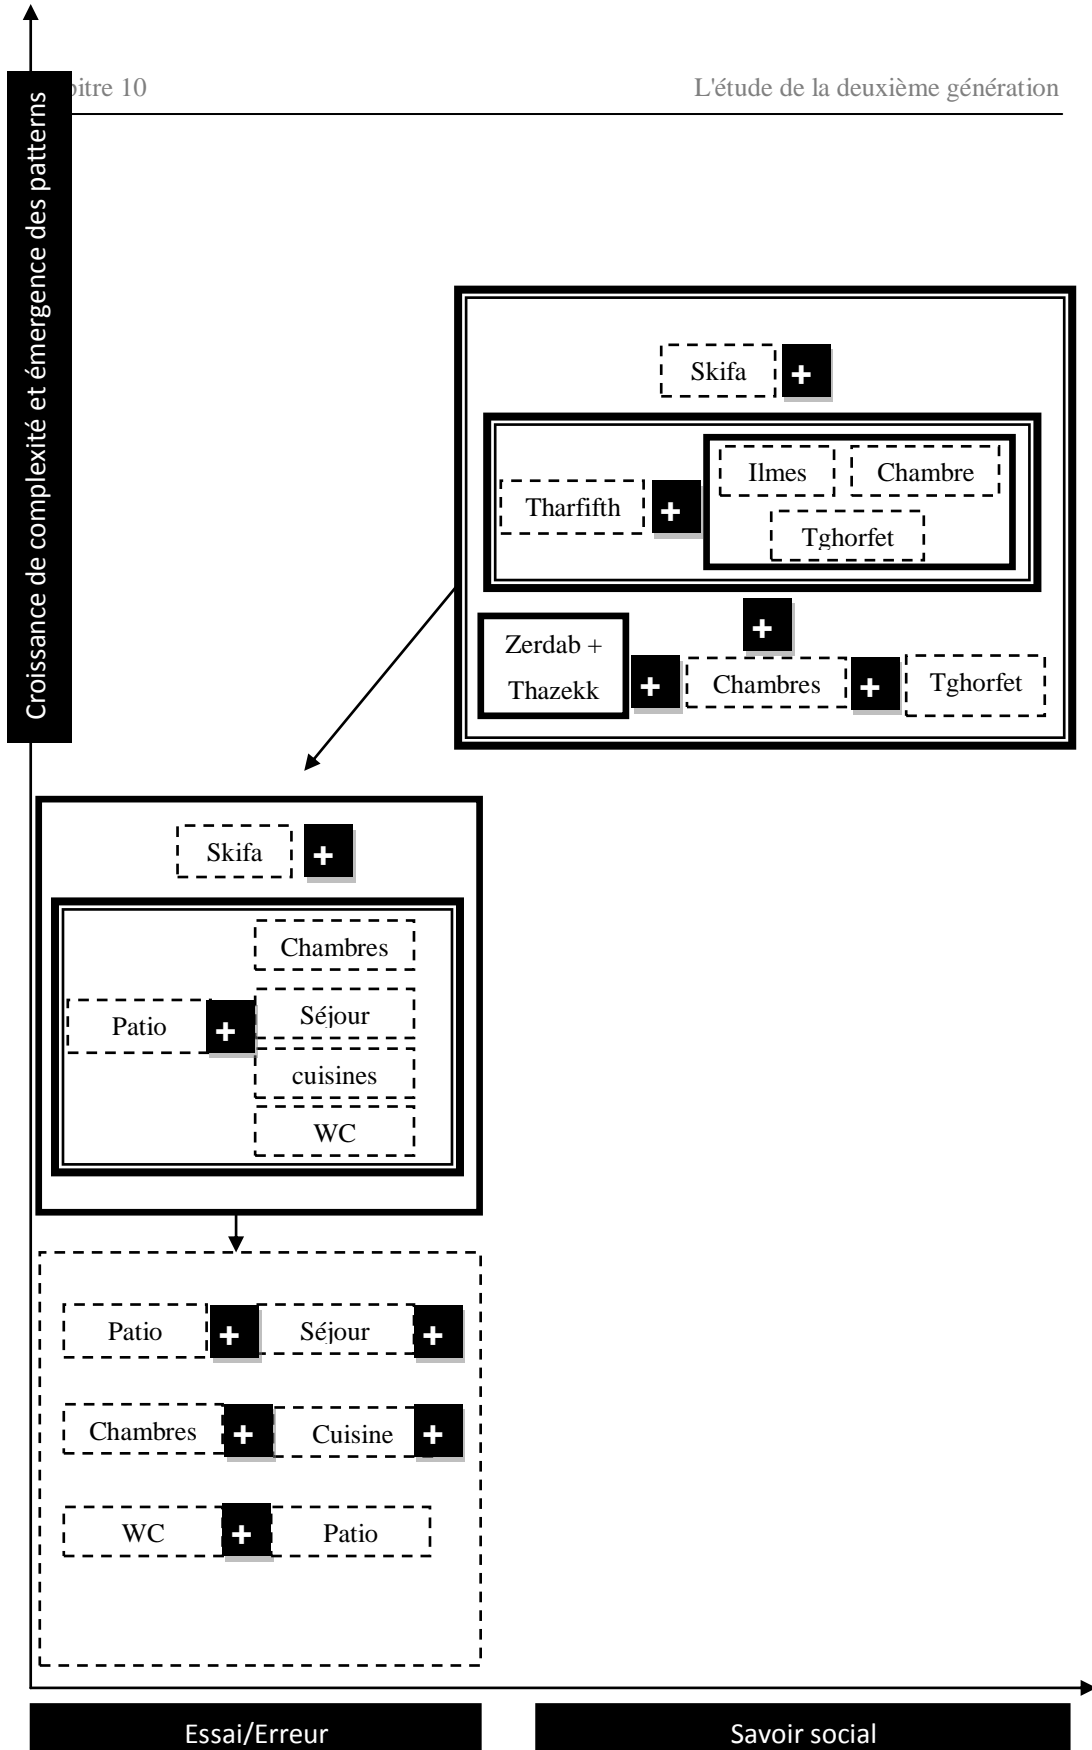 bitre 10
L'étude de la deuxième génération
Croissance de complexité et émergence des patterns
Skifa +
Tharfifth +
Ilmes
Chambre
Tghorfet
+
Zerdab +
Thazekk
+ Chambres + Tghorfet
Skifa +
Patio +
Chambres
Séjour
cuisines
WC
Patio + Séjour +
Chambres + Cuisine +
WC + Patio
Essai/Erreur
Savoir social